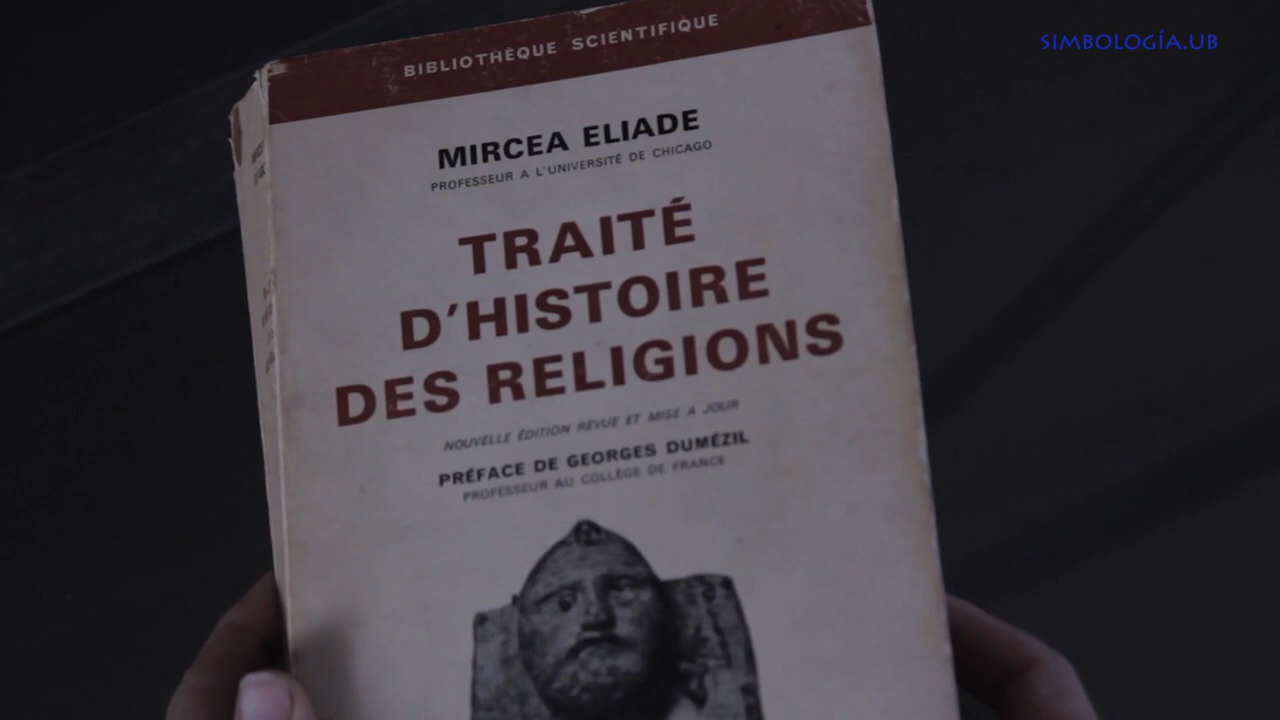 SIMBOLOGÍA.UB
BIBLIOTHÈQUE SCIENTIFIQUE
MIRCEA ELIADE
PROFESSEUR A L'UNIVERSITÉ DE CHICAGO
TRAITÉ
D'HISTOIRE
DES RELIGIONS
NOUVELLE ÉDITION REVUE ET MISE A JOUR
PRÉFACE DE GEORGES DUMÉZIL
PROFESSEUR AU COLLÈGE DE FRANCE